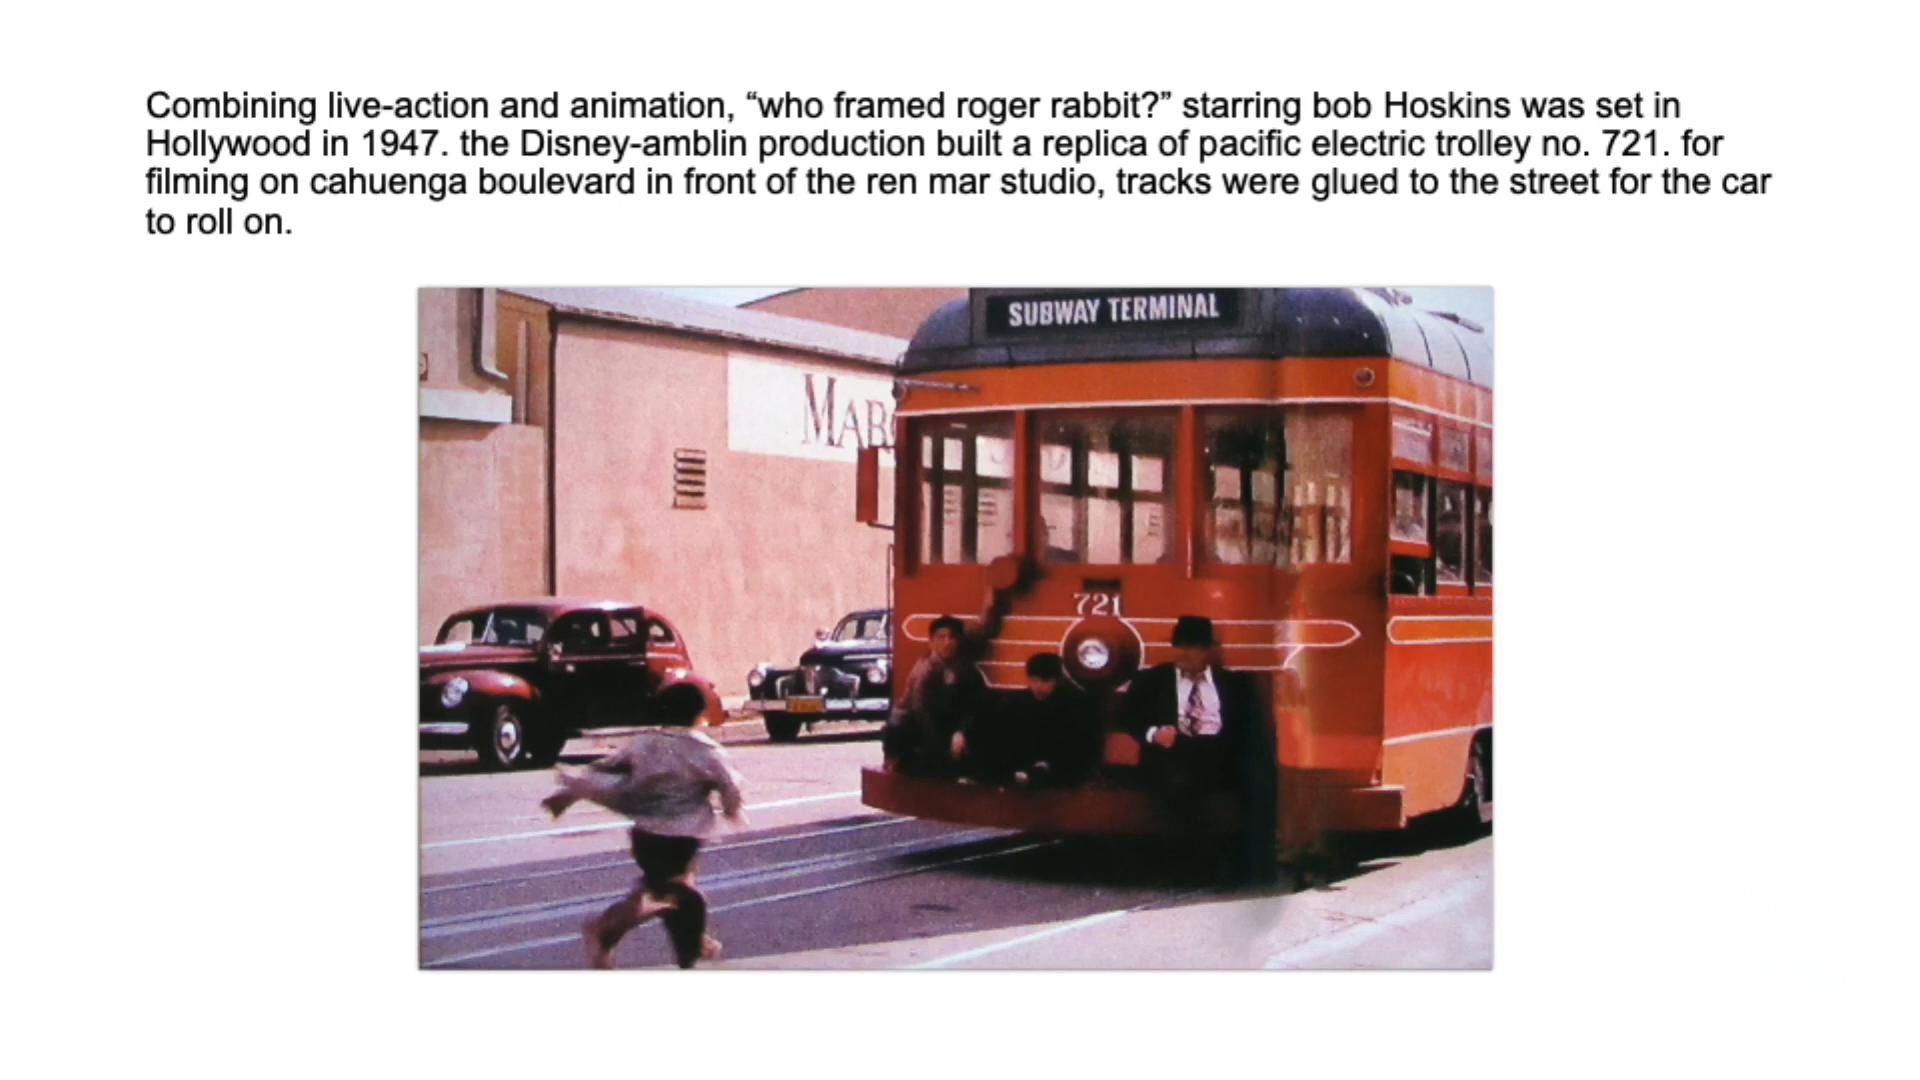 Combining live-action and animation, “who framed roger rabbit?” starring bob Hoskins was set in
Hollywood in 1947. the Disney-amblin production built a replica of pacific electric trolley no. 721. for
filming on cahuenga boulevard in front of the ren mar studio, tracks were glued to the street for the car
to roll on.
SUBWAY TERMINAL
MAR
721